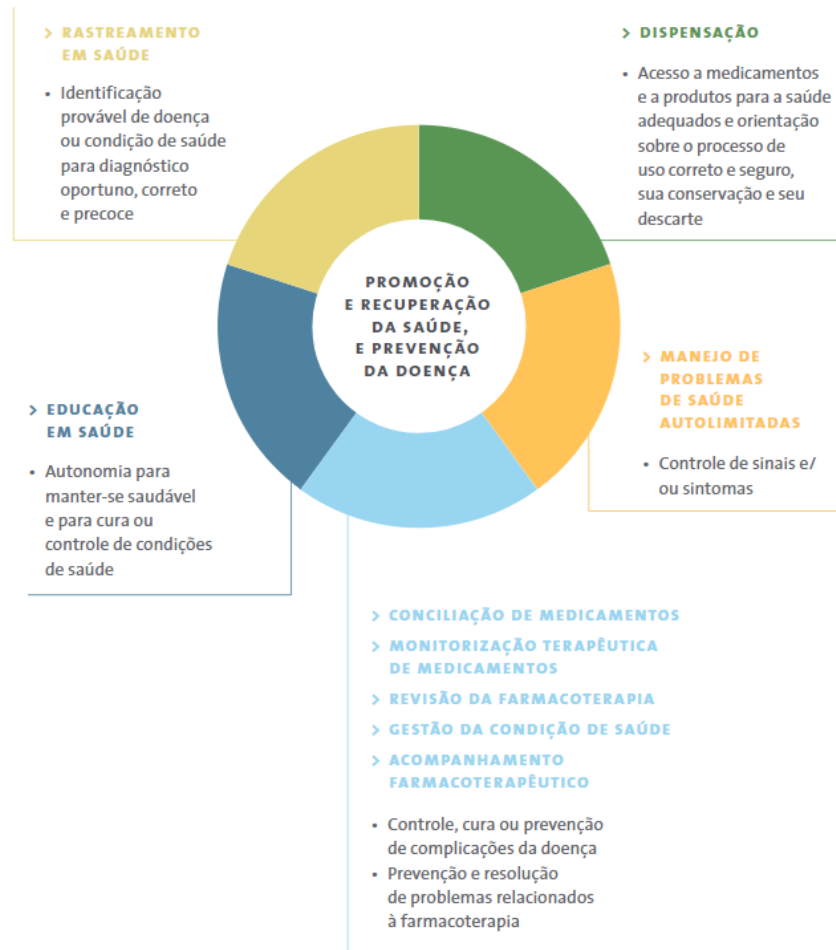 > RASTREAMENTO
EM SAÚDE
• Identificação
provável de doença
ou condição de saúde
para diagnóstico
oportuno, correto
e precoce
> DISPENSAÇÃO
• Acesso a medicamentos
e a produtos para a saúde
adequados e orientação
sobre o processo de
uso correto e seguro,
sua conservação e seu
descarte
PROMOÇÃO
E RECUPERAÇÃO
DA SAÚDE,
E PREVENÇÃO
DA DOENÇA
> MANEJO DE
PROBLEMAS
DE SAÚDE
AUTOLIMITADAS
• Controle de sinais e/
ou sintomas
> EDUCAÇÃO
EM SAÚDE
• Autonomia para
manter-se saudável
e para cura ou
controle de condições
de saúde
> CONCILIAÇÃO DE MEDICAMENTOS
> MONITORIZAÇÃO TERAPÊUTICA
DE MEDICAMENTOS
> REVISÃO DA FARMACOTERAPIA
> GESTÃO DA CONDIÇÃO DE SAÚDE
> ACOMPANHAMENTO
FARMACOTERAPÊUTICO
• Controle, cura ou prevenção
de complicações da doença
• Prevenção e resolução
de problemas relacionados
à farmacoterapia